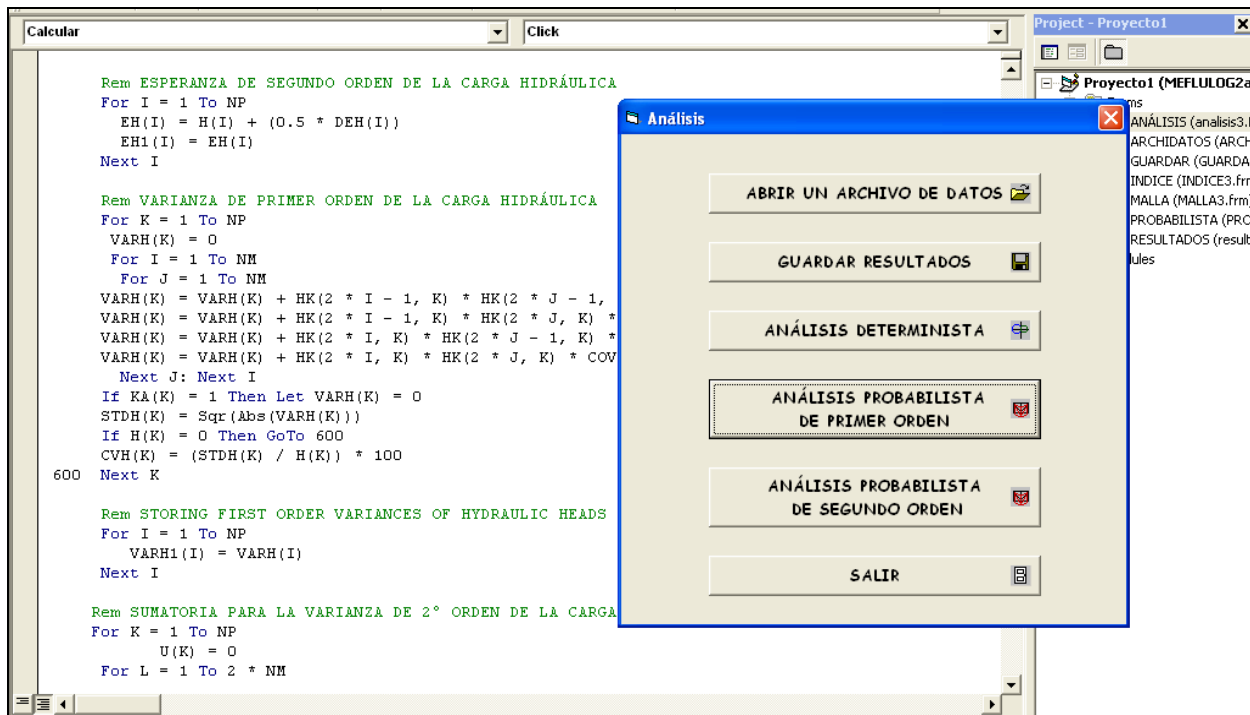 Calcular
Click
Rem ESPERANZA DE SEGUNDO ORDEN DE LA CARGA HIDRÁULICA
For I = 1 To NP
EH(I) = H(I) + (0.5 * DEH(I))
EH1(I) = EH(I)
Next I
Rem VARIANZA DE PRIMER ORDEN DE LA CARGA HIDRÁULICA
For K = 1 To NP
VARH(K) = 0
For I = 1 To NM
For J = 1 To NM
VARH(K) = VARH(K) + HK(2 * I - 1, K) * HK(2 * J - 1,
VARH(K) = VARH(K) + HK(2 * I - 1, K) * HK(2 * J, K) *
VARH(K) = VARH(K) + HK(2 * I, K) * HK(2 * J - 1, K) *
VARH(K) = VARH(K) + HK(2 * I, K) * HK(2 * J, K) * COV
Next J: Next I
If KA(K) = 1 Then Let VARH(K) = 0
STDH(K) = Sqr(Abs(VARH(K)))
If H(K) = 0 Then GoTo 600
CVH(K) = (STDH(K) / H(K)) * 100
600 Next K
Rem STORING FIRST ORDER VARIANCES OF HYDRAULIC HEADS
For I = 1 To NP
VARH1(I) = VARH(I)
Next I
Rem SUMATORIA PARA LA VARIANZA DE 2° ORDEN DE LA CARGA
For K = 1 To NP
U(K) = 0
For L = 1 To 2 * NM
Análisis
ABRIR UN ARCHIVO DE DATOS
GUARDAR RESULTADOS
ANÁLISIS DETERMINISTA
ANÁLISIS PROBABILISTA
DE PRIMER ORDEN
ANÁLISIS PROBABILISTA
DE SEGUNDO ORDEN
SALIR
Project - Proyecto1
Proyecto1 (MEFLULOG2a
ANÁLISIS (analisis3.
ARCHIDATOS (ARCH
GUARDAR (GUARDA
INDICE (INDICE3.frm
MALLA (MALLA3.frm)
PROBABILISTA (PRO
RESULTADOS (result